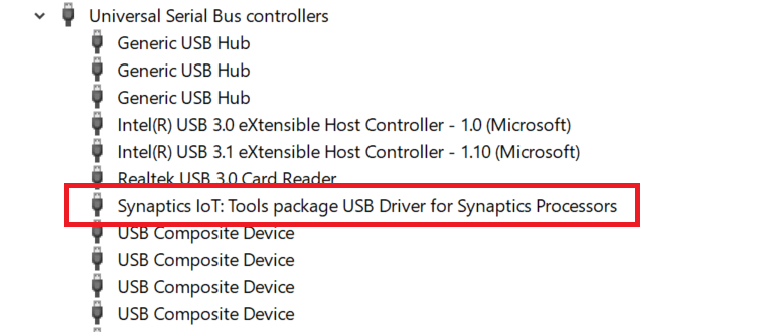 Universal Serial Bus controllers
Generic USB Hub
Generic USB Hub
Generic USB Hub
Intel(R) USB 3.0 eXtensible Host Controller - 1.0 (Microsoft)
Intel(R) USB 3.1 eXtensible Host Controller - 1.10 (Microsoft)
Realtek USB 3.0 Card Reader
Synaptics IoT: Tools package USB Driver for Synaptics Processors
USB Composite Device
USB Composite Device
USB Composite Device
USB Composite Device